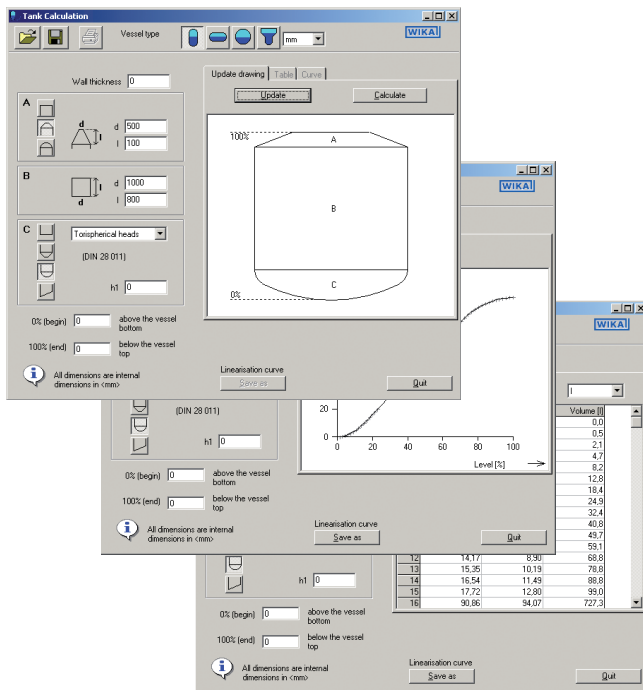 Tank Calculation
Vessel type
mm
WIKAI
Wall thickness 0
Update drawing Table Curve
Update Calculate
A
d
l
d 500
l 100
B
d
l
d 1000
l 800
C
Torispherical heads
(DIN 28 011)
h1 0
100%
A
B
C
0%
0% (begin) 0 above the vessel
bottom
100% (end) 0 below the vessel
top
i
All dimensions are internal
dimensions in <mm>
Linearisation curve
Save as
Quit
WIKAI
(DIN 28 011)
h1 0
20
0
0 20 40 60 80 100
Level [%]
0% (begin) 0 above the vessel
bottom
100% (end) 0 below the vessel
top
i
All dimensions are internal
dimensions in <mm>
Linearisation curve
Save as
Quit
WIKAI
l
Volume [l]
0,0
0,5
2,1
4,7
8,2
12,8
18,4
24,9
32,4
40,8
49,7
59,1
12 14,17 8,90 68,8
13 15,35 10,19 78,8
14 16,54 11,49 88,8
15 17,72 12,80 99,0
16 90,86 94,07 727,3
h1 0
0% (begin) 0 above the vessel
bottom
100% (end) 0 below the vessel
top
i
All dimensions are internal
dimensions in <mm>
Linearisation curve
Save as
Quit